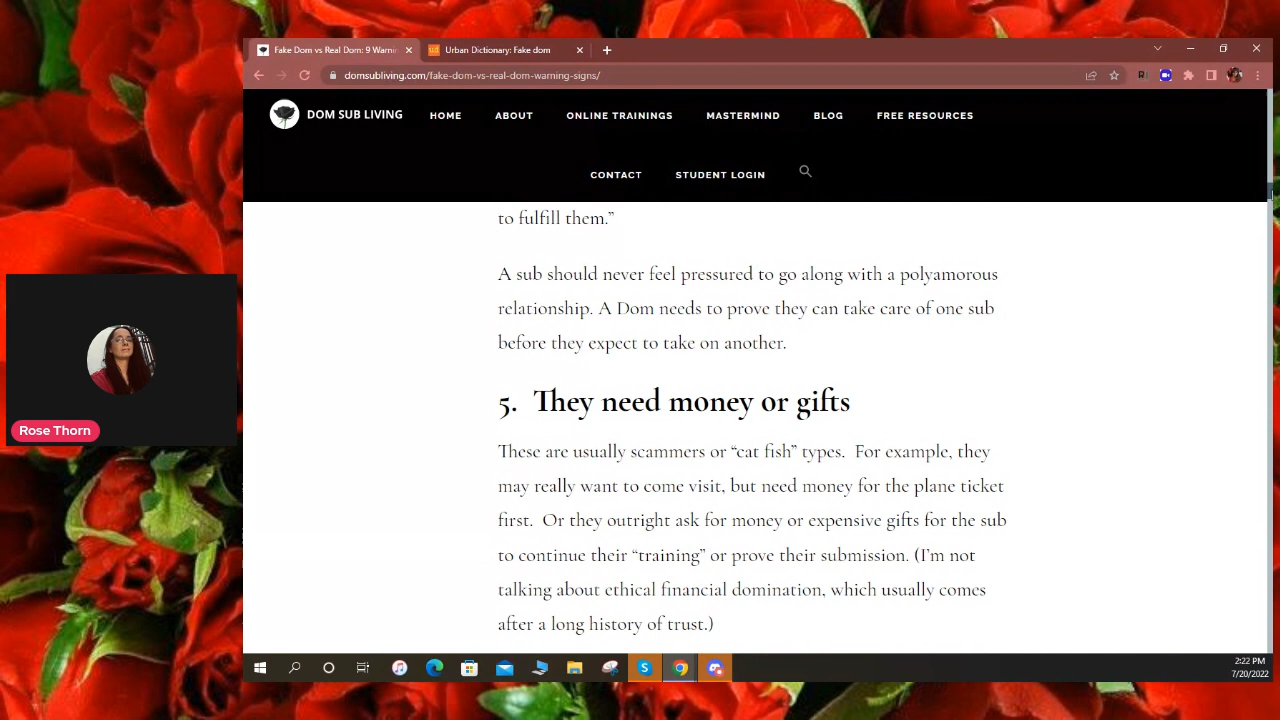 Fake Dom vs Real Dom: 9 Warni
Urban Dictionary: Fake dom
domsubliving.com/fake-dom-vs-real-dom-warning-signs/
DOM SUB LIVING
HOME
ABOUT
ONLINE TRAININGS
MASTERMIND
BLOG
FREE RESOURCES
CONTACT
STUDENT LOGIN
to fulfill them.”
A sub should never feel pressured to go along with a polyamorous
relationship. A Dom needs to prove they can take care of one sub
before they expect to take on another.
5. They need money or gifts
These are usually scammers or “cat fish” types. For example, they
may really want to come visit, but need money for the plane ticket
first. Or they outright ask for money or expensive gifts for the sub
to continue their “training” or prove their submission. (I’m not
talking about ethical financial domination, which usually comes
after a long history of trust.)
Rose Thorn
2:22 PM
7/20/2022